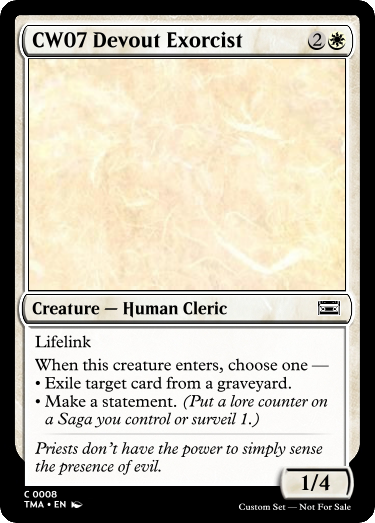 CW07 Devout Exorcist 2
Creature — Human Cleric
Lifelink
When this creature enters, choose one —
• Exile target card from a graveyard.
• Make a statement. (Put a lore counter on
a Saga you control or surveil 1.)
Priests don't have the power to simply sense
the presence of evil.
1/4
C 0008
TMA • EN
Custom Set — Not For Sale